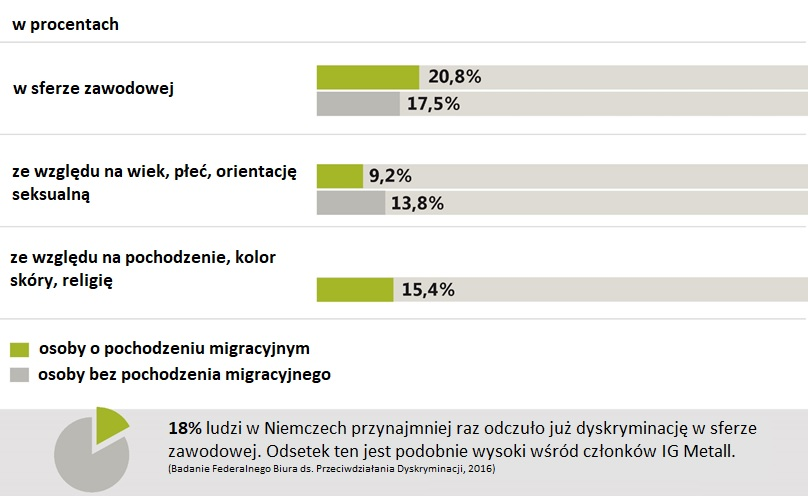 w procentach
w sferze zawodowej
20,8%
17,5%
ze względu na wiek, płeć, orientację
seksualną
9,2%
13,8%
ze względu na pochodzenie, kolor
skóry, religię
15,4%
osoby o pochodzeniu migracyjnym
osoby bez pochodzenia migracyjnego
18% ludzi w Niemczech przynajmniej raz odczuło już dyskryminację w sferze
zawodowej. Odsetek ten jest podobnie wysoki wśród członków IG Metall.
(Badanie Federalnego Biura ds. Przeciwdziałania Dyskryminacji, 2016)